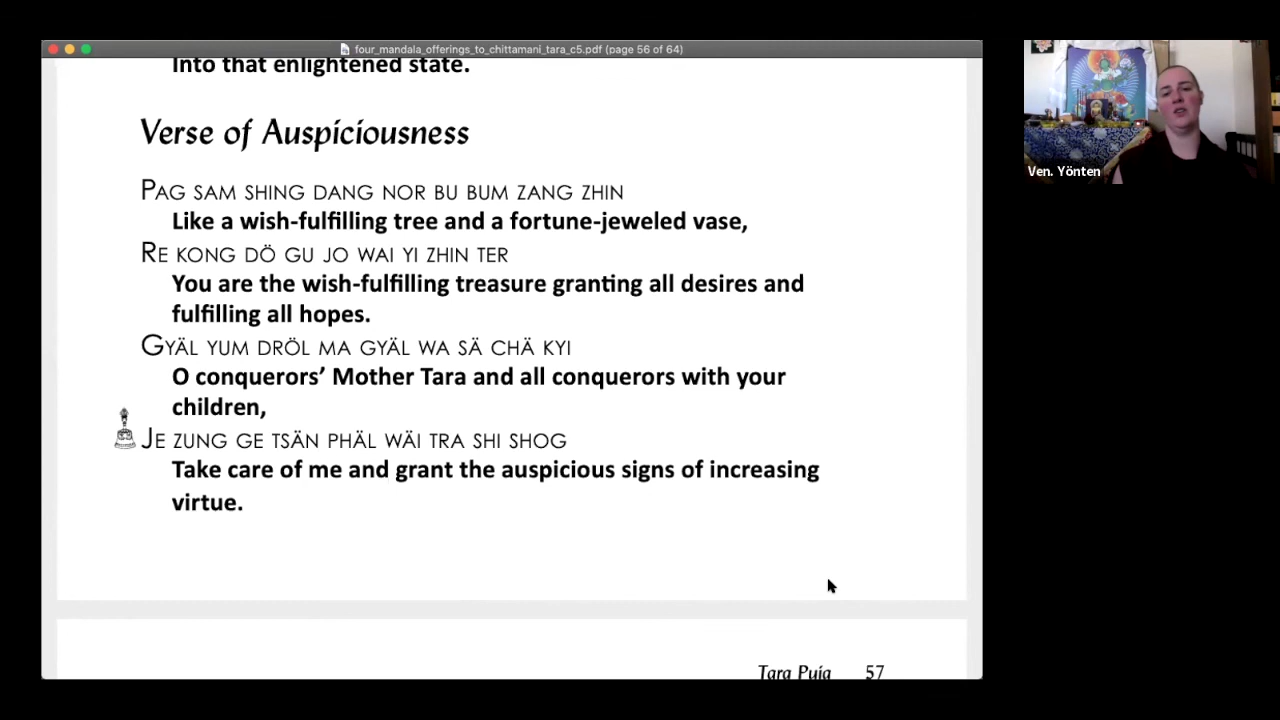 four_mandala_offerings_to_chittamani_tara_c5.pdf (page 56 of 64)
Into that enlightened state.
Verse of Auspiciousness
PAG SAM SHING DANG NOR BU BUM ZANG ZHIN
Like a wish-fulfilling tree and a fortune-jeweled vase,
RE KONG DÖ GU JO WAI YI ZHIN TER
You are the wish-fulfilling treasure granting all desires and
fulfilling all hopes.
GYÄL YUM DRÖL MA GYÄL WA SÄ CHÄ KYI
O conquerors’ Mother Tara and all conquerors with your
children,
JE ZUNG GE TSÄN PHÄL WÄI TRA SHI SHOG
Take care of me and grant the auspicious signs of increasing
virtue.
Tara Puja 57
Ven. Yönten